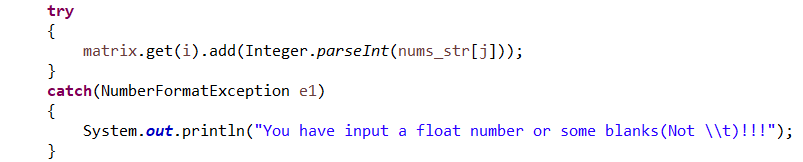 try
{
    matrix.get(i).add(Integer.parseInt(nums_str[j]));
}
catch(NumberFormatException e1)
{
    System.out.println("You have input a float number or some blanks(Not \\t)!!!");
}